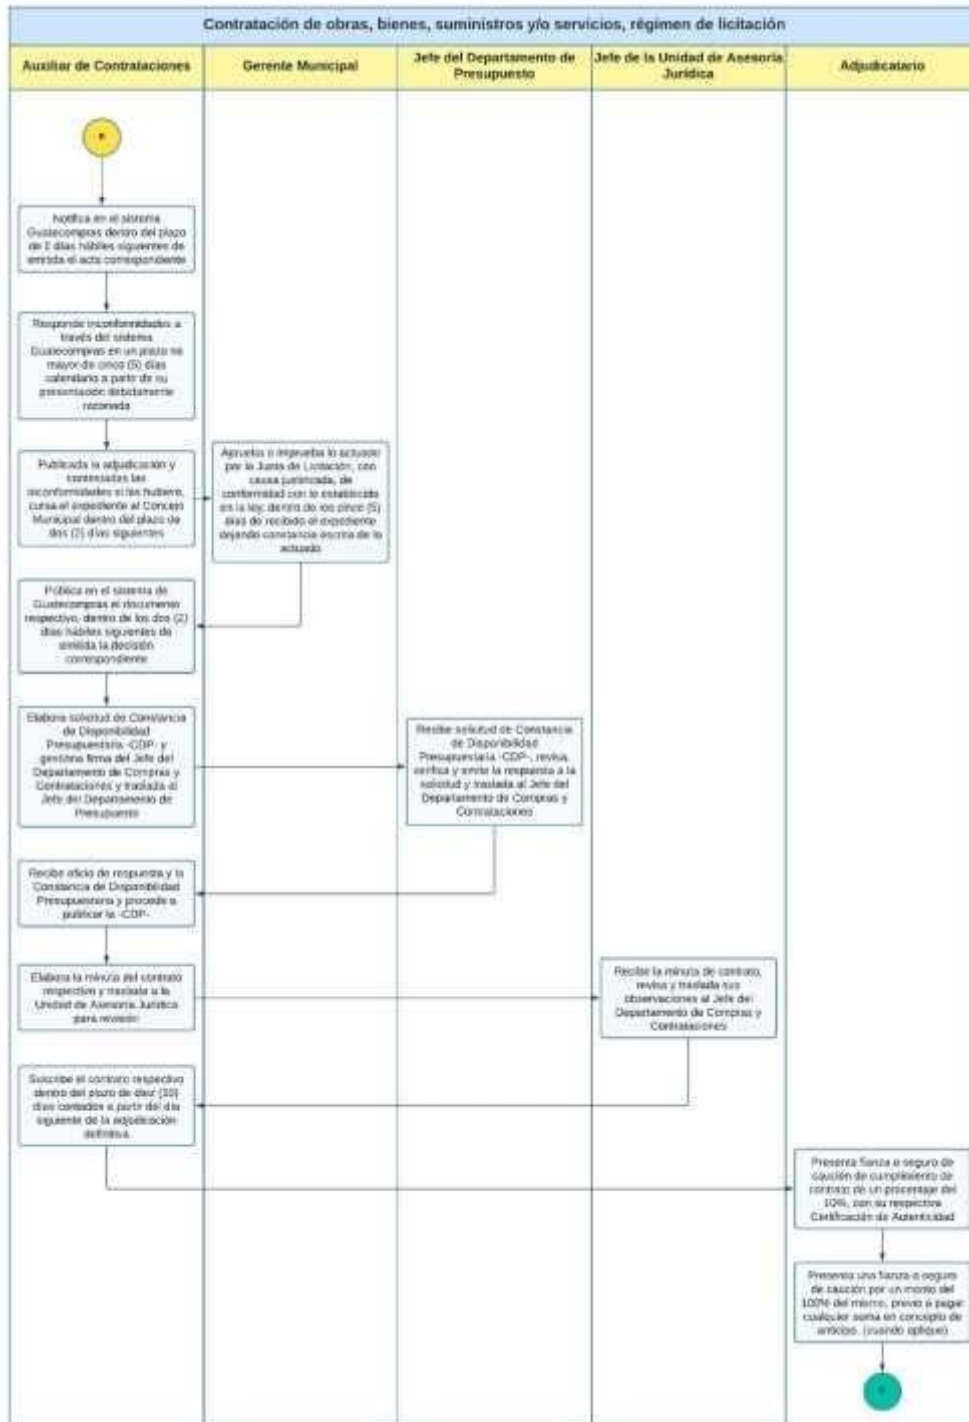 Contratación de obras, bienes, suministros y/o servicios, régimen de licitación
Auxiliar de Contrataciones
Gerente Municipal
Jefe del Departamento de
Presupuesto
Jefe de la Unidad de Asesoría
Jurídica
Adjudicatario
Notifica en el sistema
Guatecompras dentro del plazo
de 2 días hábiles siguientes de
emitida el acta correspondiente
Responde inconformidades a
través del sistema
Guatecompras en un plazo no
mayor de cinco (5) días
calendario a partir de su
presentación debidamente
razonada
Publicada la adjudicación y
contestadas las
inconformidades si las hubiere,
cursa el expediente al Concejo
Municipal dentro del plazo de
dos (2) días siguientes
Aprueba o imprueba lo actuado
por la Junta de Licitación, con
causa justificada, de
conformidad con lo establecido
en la ley; dentro de los cinco (5)
días de recibido el expediente
dejando constancia escrita de lo
actuado
Pública en el sistema de
Guatecompras el documento
respectivo, dentro de los dos (2)
días hábiles siguientes de
emitida la decisión
correspondiente
Elabora solicitud de Constancia
de Disponibilidad
Presupuestaria -CDP- y
gestiona firma del Jefe del
Departamento de Compras y
Contrataciones y traslada al
Jefe del Departamento de
Presupuesto
Recibe solicitud de Constancia
de Disponibilidad
Presupuestaria -CDP-, revisa,
verifica y emite la respuesta a la
solicitud y traslada al Jefe del
Departamento de Compras y
Contrataciones
Recibe oficio de respuesta y la
Constancia de Disponibilidad
Presupuestaria y procede a
publicar la -CDP-
Elabora la minuta del contrato
respectivo y traslada a la
Unidad de Asesoría Jurídica
para revisión
Recibe la minuta de contrato,
revisa y traslada sus
observaciones al Jefe del
Departamento de Compras y
Contrataciones
Suscribe el contrato respectivo
dentro del plazo de diez (10)
días contados a partir del día
siguiente de la adjudicación
definitiva
Presenta fianza o seguro de
caución de cumplimiento de
contrato de un porcentaje del
10%, con su respectiva
Certificación de Autenticidad
Presenta una fianza o seguro
de caución por un monto del
100% del mismo, previo a pagar
cualquier suma en concepto de
anticipo. (cuando aplique)